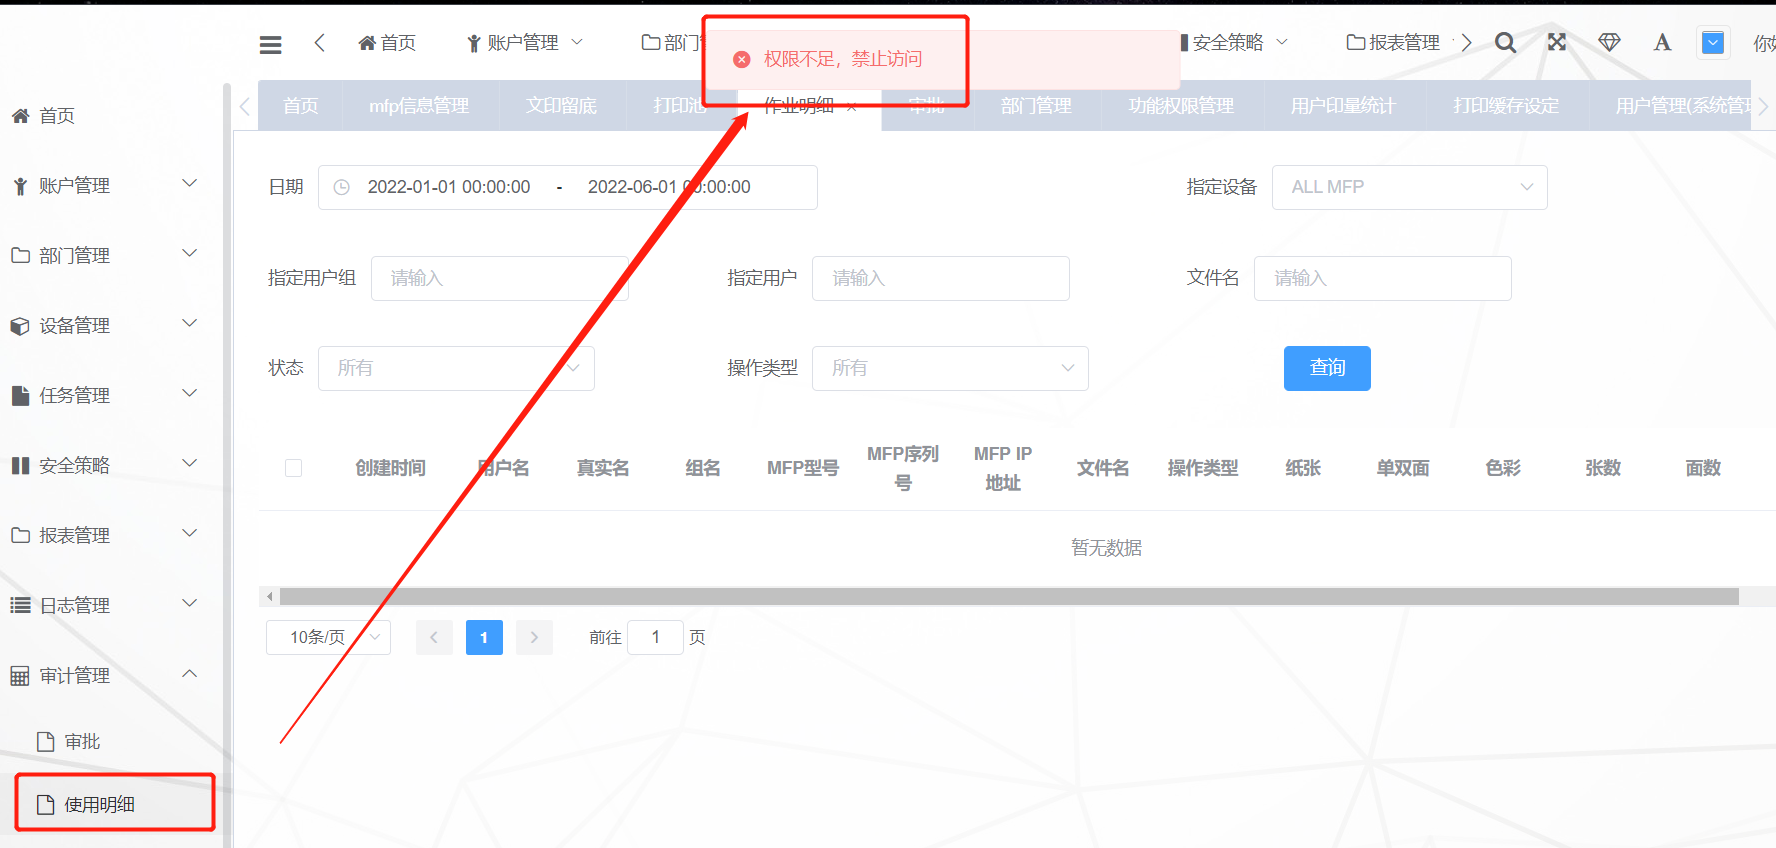 首页
账户管理
部门管
权限不足，禁止访问
安全策略
报表管理
A
首页
mfp信息管理
文印留底
打印池
作业明细
审批
部门管理
功能权限管理
用户印量统计
打印缓存设定
用户管理(系统管
首页
账户管理
部门管理
设备管理
任务管理
安全策略
报表管理
日志管理
审计管理
审批
使用明细
日期 2022-01-01 00:00:00 - 2022-06-01 00:00:00
指定设备 ALL MFP
指定用户组 请输入
指定用户 请输入
文件名 请输入
状态 所有
操作类型 所有
查询
创建时间 用户名 真实名 组名 MFP型号 MFP序列号 MFP IP地址 文件名 操作类型 纸张 单双面 色彩 张数 面数
暂无数据
10条/页 1 前往 1 页